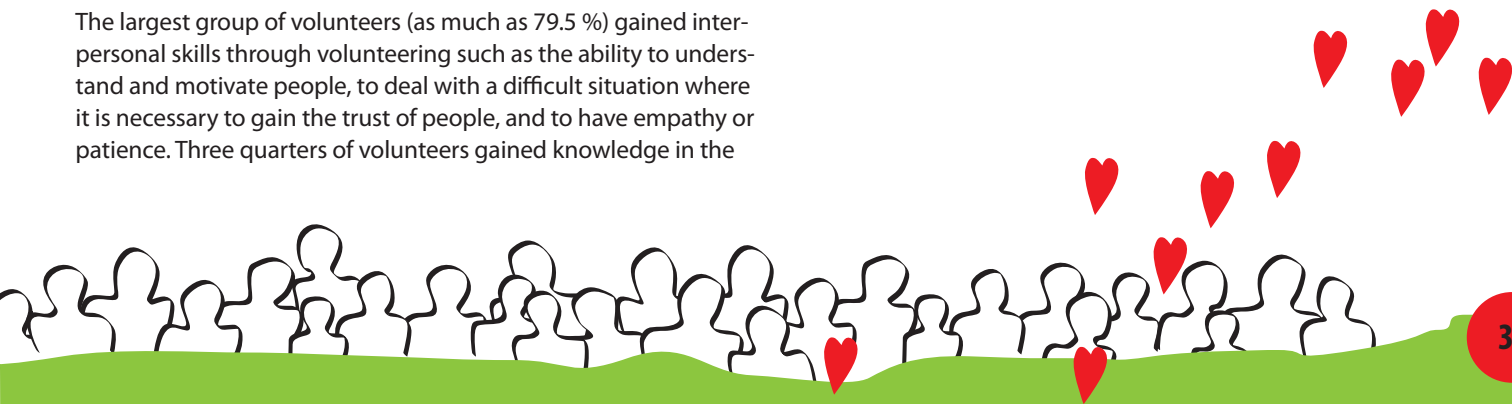 The largest group of volunteers (as much as 79.5 %) gained inter-
personal skills through volunteering such as the ability to unders-
tand and motivate people, to deal with a difficult situation where
it is necessary to gain the trust of people, and to have empathy or
patience. Three quarters of volunteers gained knowledge in the
3